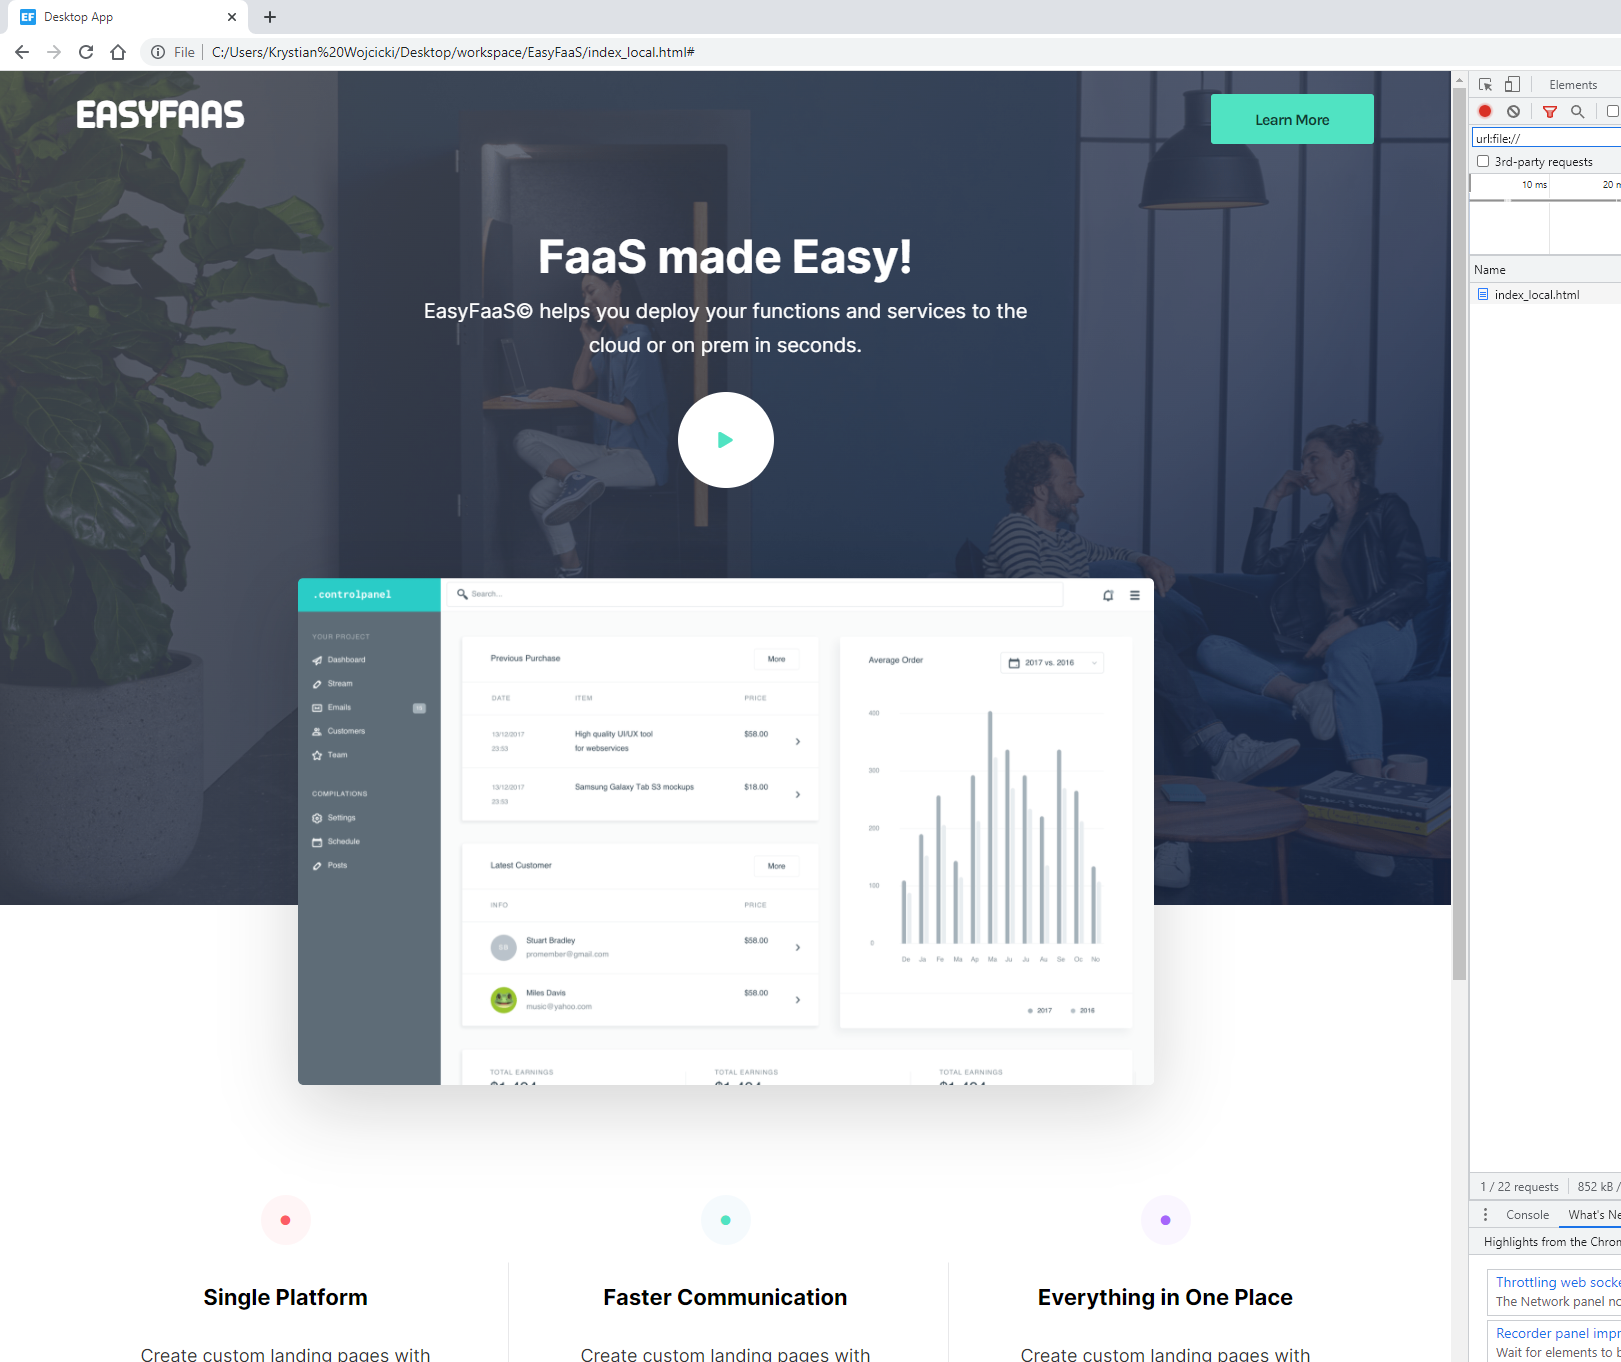 Desktop App
File
C:/Users/Krystian%20Wojcicki/Desktop/workspace/EasyFaaS/index_local.html#
EASYFAAS
Learn More
FaaS made Easy!
EasyFaaS© helps you deploy your functions and services to the
cloud or on prem in seconds.
.controlpanel
Search...
YOUR PROJECT
Dashboard
Stream
Emails
Customers
Team
COMPILATIONS
Settings
Schedule
Posts
Previous Purchase
More
DATE ITEM PRICE
13/12/2017 High quality UI/UX tool $58.00
23:53 for webservices
13/12/2017 Samsung Galaxy Tab S3 mockups $18.00
23:53
Latest Customer
More
INFO PRICE
Stuart Bradley $58.00
promember@gmail.com
Miles Davis $58.00
music@yahoo.com
Average Order
2017 vs. 2016
400
300
200
100
0
De Ja Fe Ma Ap Ma Ju Ju Au Se Oc No
2017 2016
TOTAL EARNINGS TOTAL EARNINGS TOTAL EARNINGS
Single Platform
Create custom landing pages with
Faster Communication
Create custom landing pages with
Everything in One Place
Create custom landing pages with
Elements
url:file://
3rd-party requests
10 ms
Name
index_local.html
1 / 22 requests
852 kB /
Console
What's Ne
Highlights from the Chron
Throttling web socke
The Network panel no
Recorder panel impr
Wait for elements to b